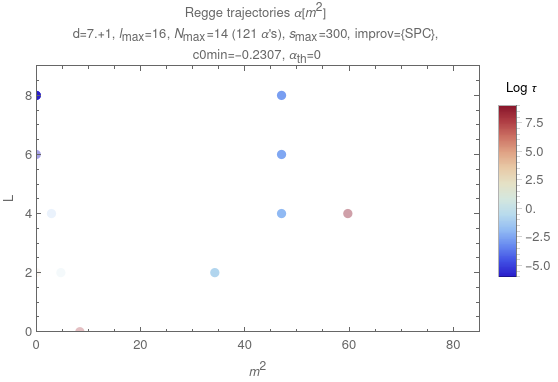 Regge trajectories α[m²]
d=7.+1, lmax=16, Nmax=14 (121 α's), smax=300, improv={SPC},
c0min=−0.2307, αth=0
Log τ
8
7.5
6
5.0
L
2.5
4
0.
2
−2.5
0
−5.0
0 20 40 60 80
m²